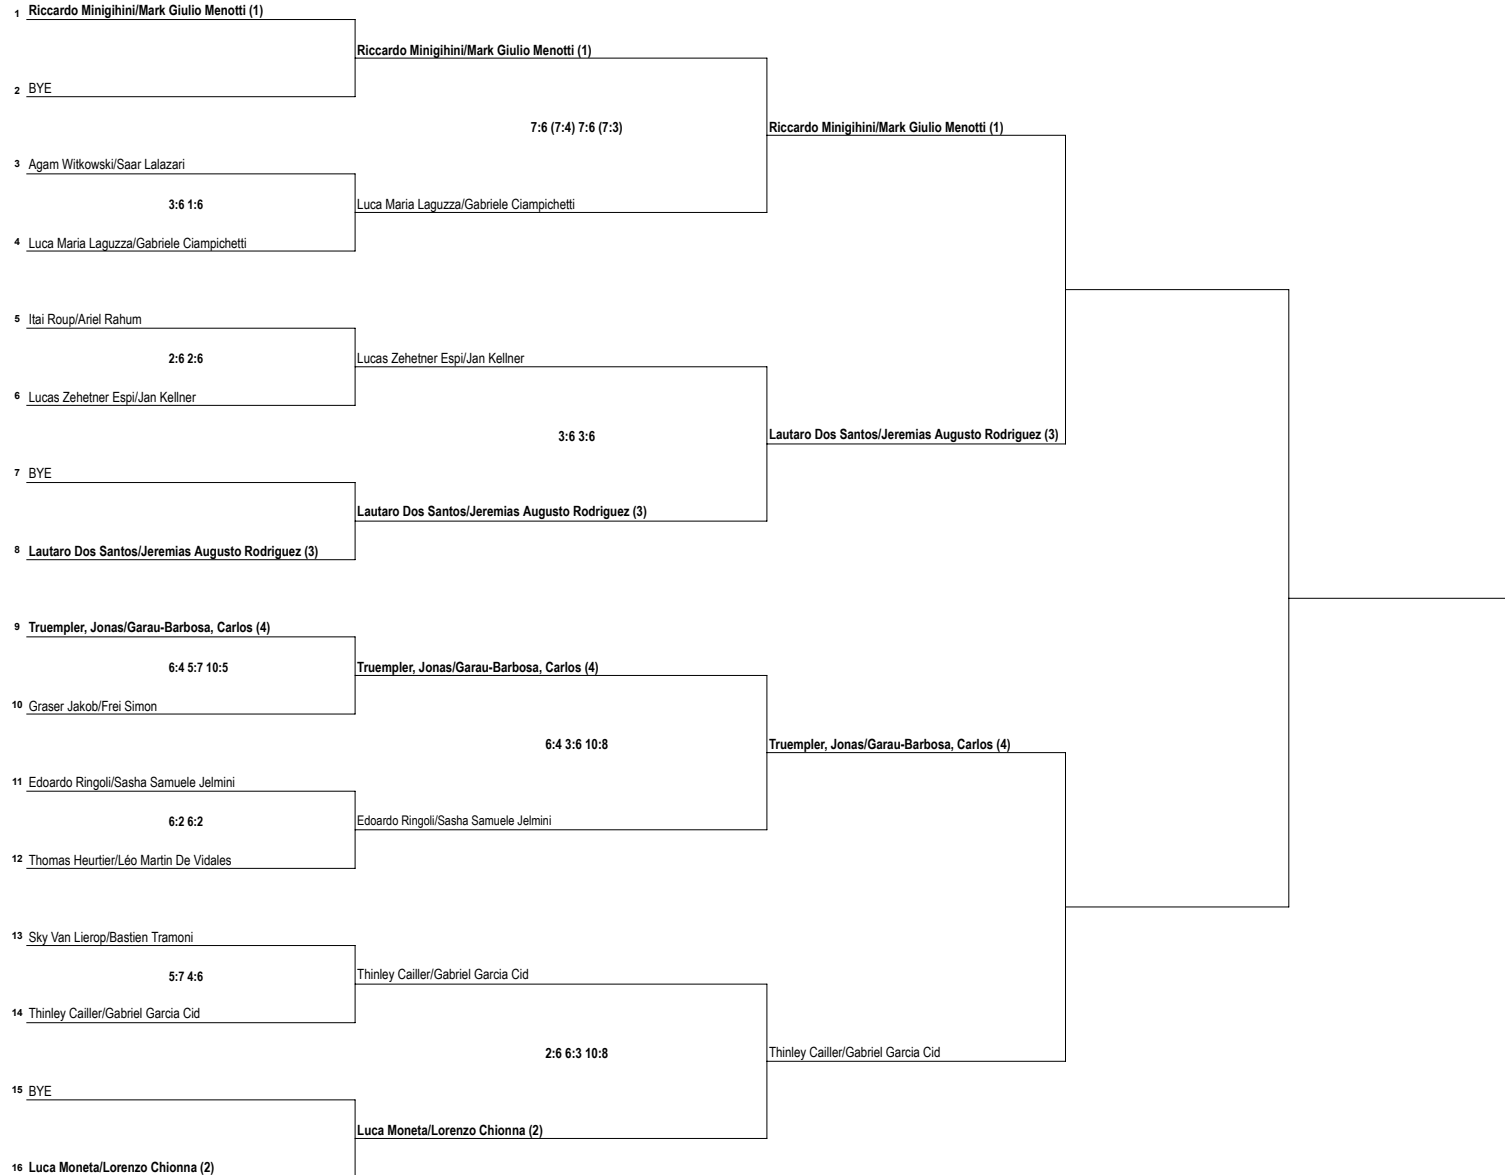 1 Riccardo Minigihini/Mark Giulio Menotti (1)
Riccardo Minigihini/Mark Giulio Menotti (1)
2 BYE
7:6 (7:4) 7:6 (7:3)
Riccardo Minigihini/Mark Giulio Menotti (1)
3 Agam Witkowski/Saar Lalazari
3:6 1:6
Luca Maria Laguzza/Gabriele Ciampichetti
4 Luca Maria Laguzza/Gabriele Ciampichetti
5 Itai Roup/Ariel Rahum
2:6 2:6
Lucas Zehetner Espi/Jan Kellner
6 Lucas Zehetner Espi/Jan Kellner
3:6 3:6
Lautaro Dos Santos/Jeremias Augusto Rodriguez (3)
7 BYE
Lautaro Dos Santos/Jeremias Augusto Rodriguez (3)
8 Lautaro Dos Santos/Jeremias Augusto Rodriguez (3)
9 Truempler, Jonas/Garau-Barbosa, Carlos (4)
6:4 5:7 10:5
Truempler, Jonas/Garau-Barbosa, Carlos (4)
10 Graser Jakob/Frei Simon
6:4 3:6 10:8
Truempler, Jonas/Garau-Barbosa, Carlos (4)
11 Edoardo Ringoli/Sasha Samuele Jelmini
6:2 6:2
Edoardo Ringoli/Sasha Samuele Jelmini
12 Thomas Heurtier/Léo Martin De Vidales
13 Sky Van Lierop/Bastien Tramoni
5:7 4:6
Thinley Cailler/Gabriel Garcia Cid
14 Thinley Cailler/Gabriel Garcia Cid
2:6 6:3 10:8
Thinley Cailler/Gabriel Garcia Cid
15 BYE
Luca Moneta/Lorenzo Chionna (2)
16 Luca Moneta/Lorenzo Chionna (2)